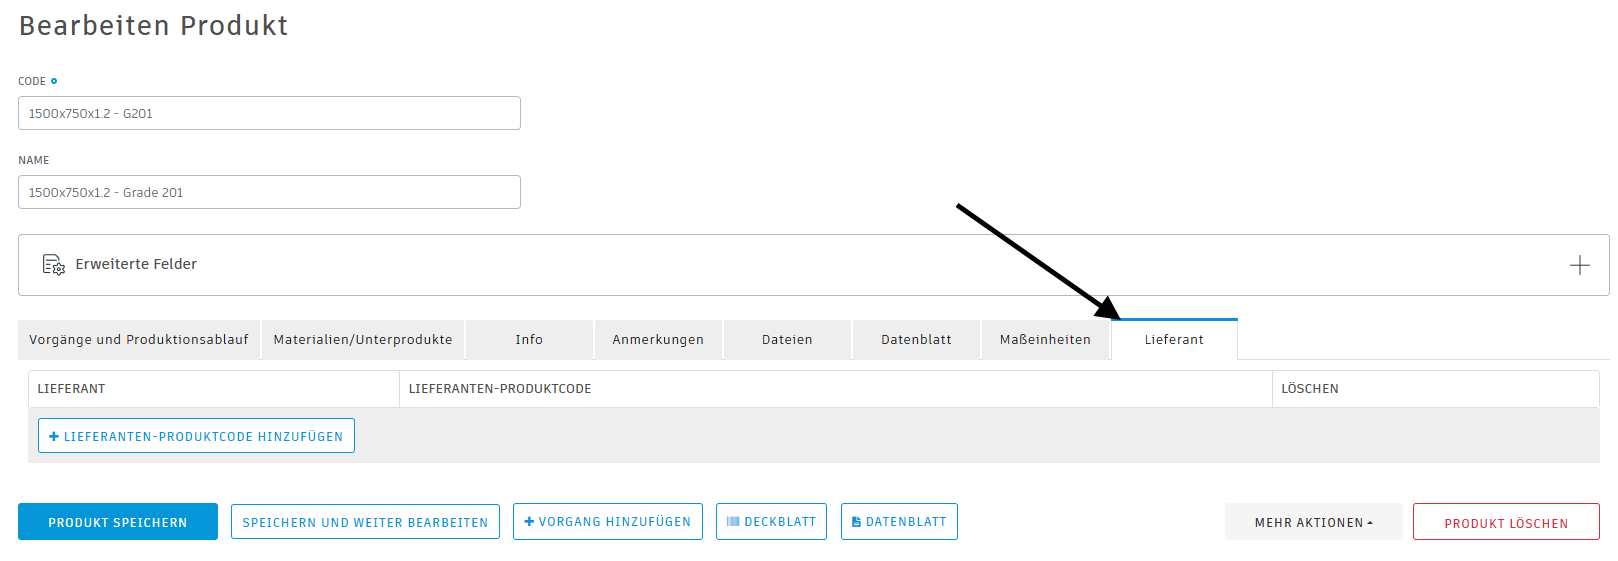 Bearbeiten Produkt
CODE
1500x750x1.2 - G201
NAME
1500x750x1.2 - Grade 201
Erweiterte Felder
Vorgänge und Produktionsablauf Materialien/Unterprodukte Info Anmerkungen Dateien Datenblatt Maßeinheiten Lieferant
LIEFERANT LIEFERANTEN-PRODUKTCODE LÖSCHEN
+ LIEFERANTEN-PRODUKTCODE HINZUFÜGEN
PRODUKT SPEICHERN SPEICHERN UND WEITER BEARBEITEN + VORGANG HINZUFÜGEN DECKBLATT DATENBLATT MEHR AKTIONEN PRODUKT LÖSCHEN